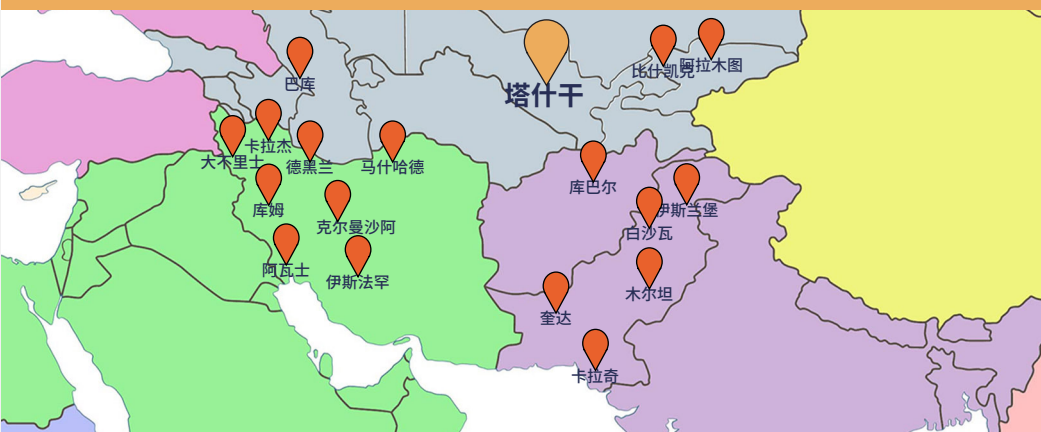 巴库
塔什干
比什凯克
阿拉木图
卡拉杰
大不里士
德黑兰
马什哈德
库姆
克尔曼沙阿
阿瓦士
伊斯法罕
库巴尔
伊斯兰堡
白沙瓦
木尔坦
奎达
卡拉奇